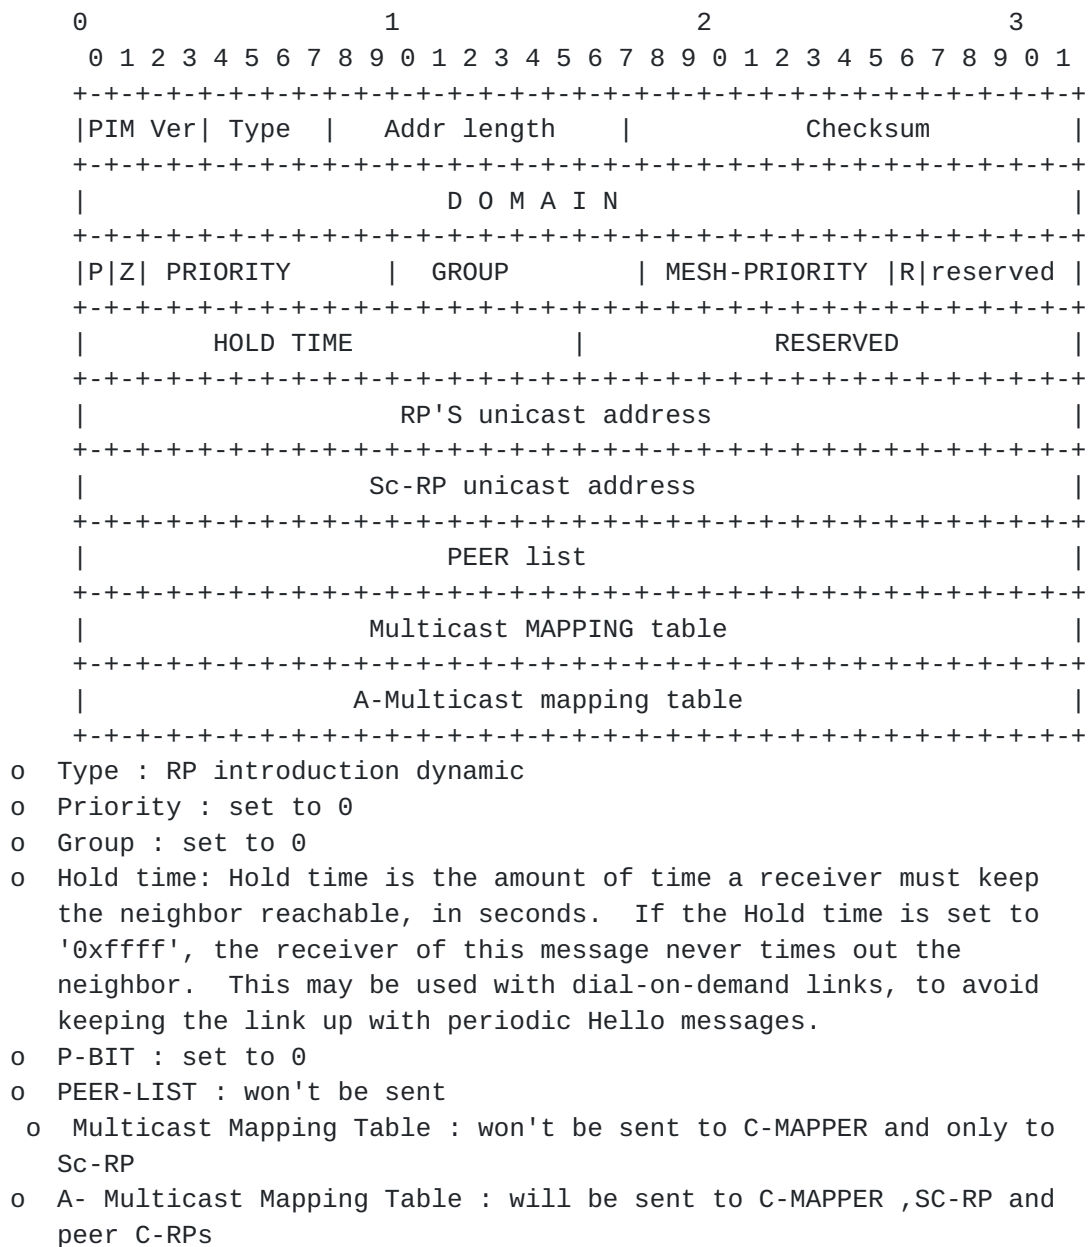 0                   1                   2                   3
 0 1 2 3 4 5 6 7 8 9 0 1 2 3 4 5 6 7 8 9 0 1 2 3 4 5 6 7 8 9 0 1
+-+-+-+-+-+-+-+-+-+-+-+-+-+-+-+-+-+-+-+-+-+-+-+-+-+-+-+-+-+-+-+-+
|PIM Ver| Type  |   Addr length    |           Checksum         |
+-+-+-+-+-+-+-+-+-+-+-+-+-+-+-+-+-+-+-+-+-+-+-+-+-+-+-+-+-+-+-+-+
|                       D O M A I N                             |
+-+-+-+-+-+-+-+-+-+-+-+-+-+-+-+-+-+-+-+-+-+-+-+-+-+-+-+-+-+-+-+-+
|P|Z| PRIORITY      |  GROUP        | MESH-PRIORITY |R|reserved |
+-+-+-+-+-+-+-+-+-+-+-+-+-+-+-+-+-+-+-+-+-+-+-+-+-+-+-+-+-+-+-+-+
|        HOLD TIME              |            RESERVED           |
+-+-+-+-+-+-+-+-+-+-+-+-+-+-+-+-+-+-+-+-+-+-+-+-+-+-+-+-+-+-+-+-+
|                    RP'S unicast address                       |
+-+-+-+-+-+-+-+-+-+-+-+-+-+-+-+-+-+-+-+-+-+-+-+-+-+-+-+-+-+-+-+-+
|                  Sc-RP unicast address                        |
+-+-+-+-+-+-+-+-+-+-+-+-+-+-+-+-+-+-+-+-+-+-+-+-+-+-+-+-+-+-+-+-+
|                       PEER list                               |
+-+-+-+-+-+-+-+-+-+-+-+-+-+-+-+-+-+-+-+-+-+-+-+-+-+-+-+-+-+-+-+-+
|                  Multicast MAPPING table                      |
+-+-+-+-+-+-+-+-+-+-+-+-+-+-+-+-+-+-+-+-+-+-+-+-+-+-+-+-+-+-+-+-+
|                 A-Multicast mapping table                     |
+-+-+-+-+-+-+-+-+-+-+-+-+-+-+-+-+-+-+-+-+-+-+-+-+-+-+-+-+-+-+-+-+
o  Type : RP introduction dynamic
o  Priority : set to 0
o  Group : set to 0
o  Hold time: Hold time is the amount of time a receiver must keep
the neighbor reachable, in seconds.  If the Hold time is set to
'0xffff', the receiver of this message never times out the
neighbor.  This may be used with dial-on-demand links, to avoid
keeping the link up with periodic Hello messages.
o  P-BIT : set to 0
o  PEER-LIST : won't be sent
o  Multicast Mapping Table : won't be sent to C-MAPPER and only to
Sc-RP
o  A- Multicast Mapping Table : will be sent to C-MAPPER ,SC-RP and
peer C-RPs